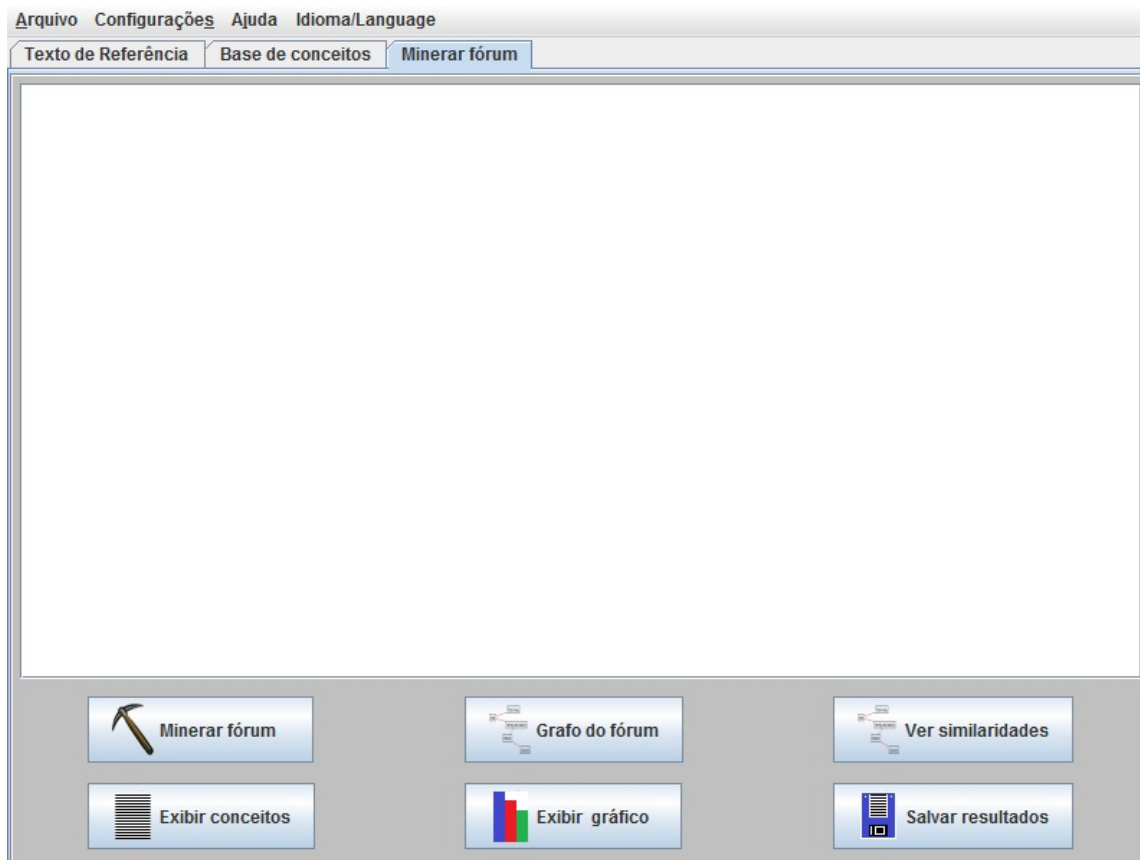 Arquivo Configurações Ajuda Idioma/Language
Texto de Referência Base de conceitos Minerar fórum
Minerar fórum Grafo do fórum Ver similaridades
Exibir conceitos Exibir gráfico Salvar resultados